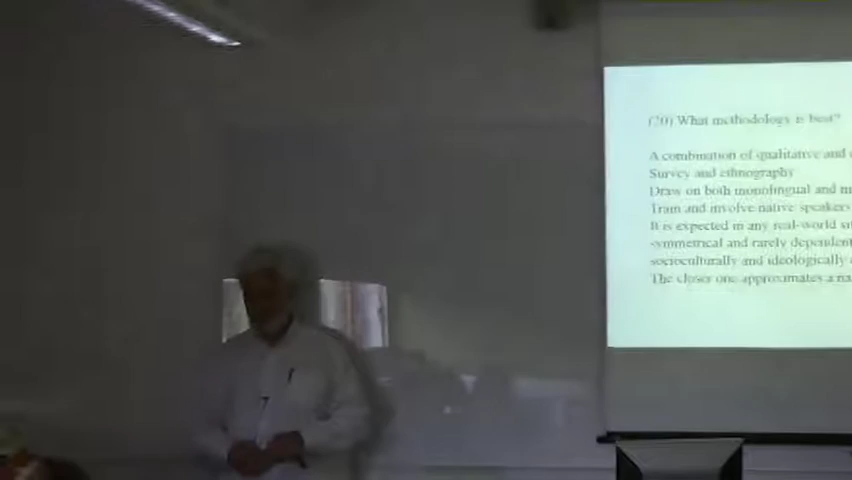 (20) What methodology is best?
A combination of qualitative and
Survey and ethnography
Draw on both monolingual and
Train and involve native speakers
It is expected in any real-world
symmetrical and rarely dependent
socioculturally and ideologically
The closer one approximates a